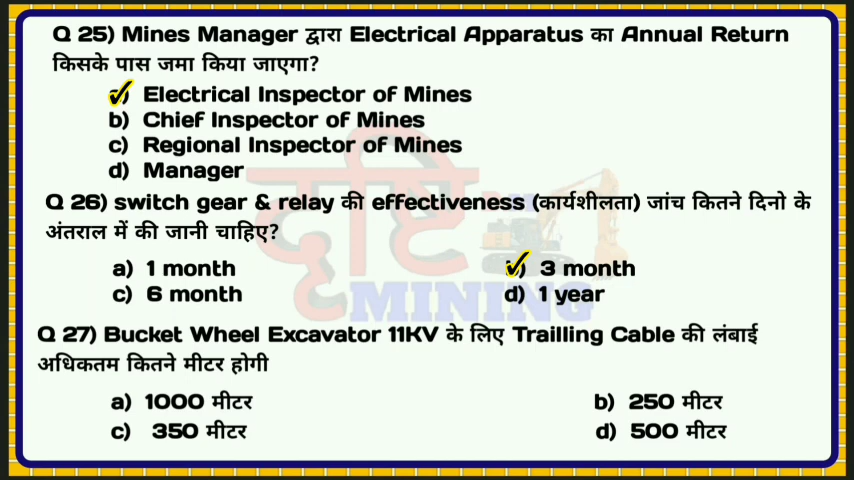 Q 25) Mines Manager द्वारा Electrical Apparatus का Annual Return
किसके पास जमा किया जाएगा?
Electrical Inspector of Mines
b) Chief Inspector of Mines
c) Regional Inspector of Mines
d) Manager
Q 26) switch gear & relay की effectiveness (कार्यशीलता) जांच कितने दिनो के
अंतराल में की जानी चाहिए?
a) 1 month
b) 3 month
c) 6 month
d) 1 year
दृष्टि
MINING
Q 27) Bucket Wheel Excavator 11KV के लिए Trailling Cable की लंबाई
अधिकतम कितने मीटर होगी
a) 1000 मीटर
b) 250 मीटर
c) 350 मीटर
d) 500 मीटर